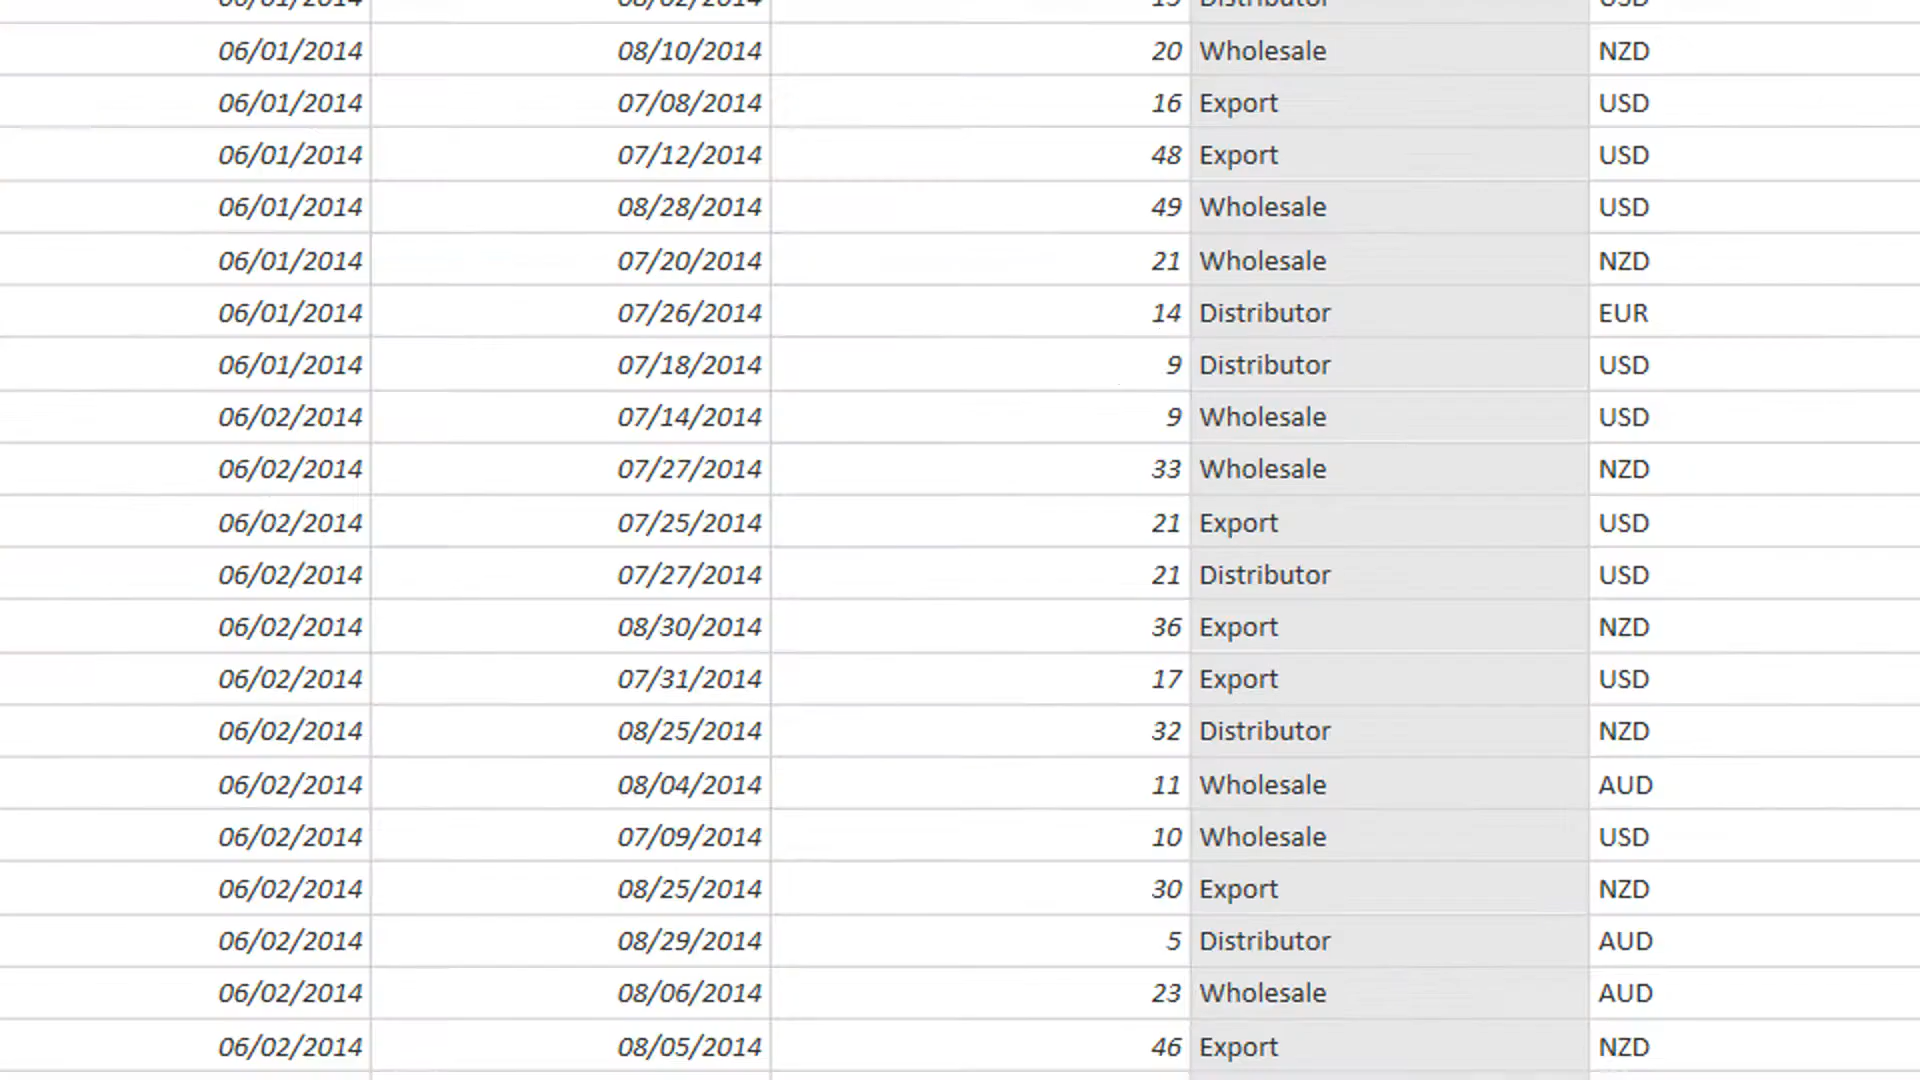 06/01/2014 08/02/2014 Distributor USD
06/01/2014 08/10/2014 20 Wholesale NZD
06/01/2014 07/08/2014 16 Export USD
06/01/2014 07/12/2014 48 Export USD
06/01/2014 08/28/2014 49 Wholesale USD
06/01/2014 07/20/2014 21 Wholesale NZD
06/01/2014 07/26/2014 14 Distributor EUR
06/01/2014 07/18/2014 9 Distributor USD
06/02/2014 07/14/2014 9 Wholesale USD
06/02/2014 07/27/2014 33 Wholesale NZD
06/02/2014 07/25/2014 21 Export USD
06/02/2014 07/27/2014 21 Distributor USD
06/02/2014 08/30/2014 36 Export NZD
06/02/2014 07/31/2014 17 Export USD
06/02/2014 08/25/2014 32 Distributor NZD
06/02/2014 08/04/2014 11 Wholesale AUD
06/02/2014 07/09/2014 10 Wholesale USD
06/02/2014 08/25/2014 30 Export NZD
06/02/2014 08/29/2014 5 Distributor AUD
06/02/2014 08/06/2014 23 Wholesale AUD
06/02/2014 08/05/2014 46 Export NZD